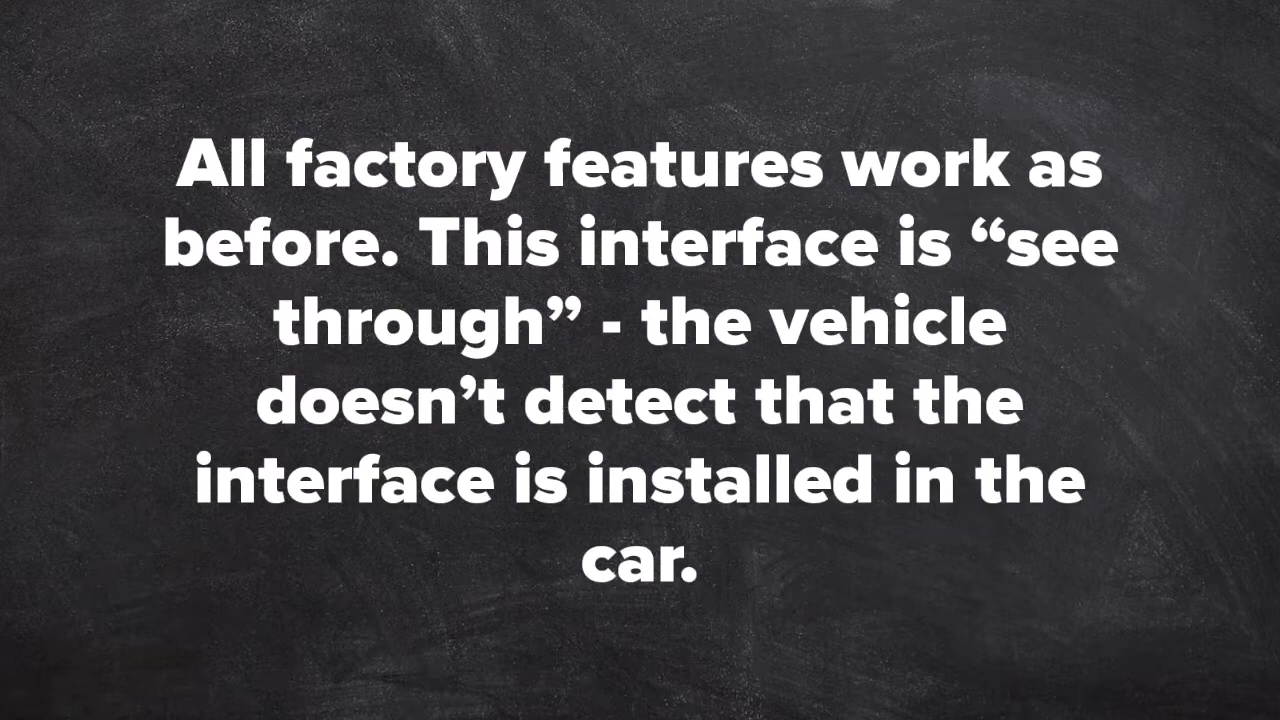 All factory features work as
before. This interface is “see
through” - the vehicle
doesn’t detect that the
interface is installed in the
car.